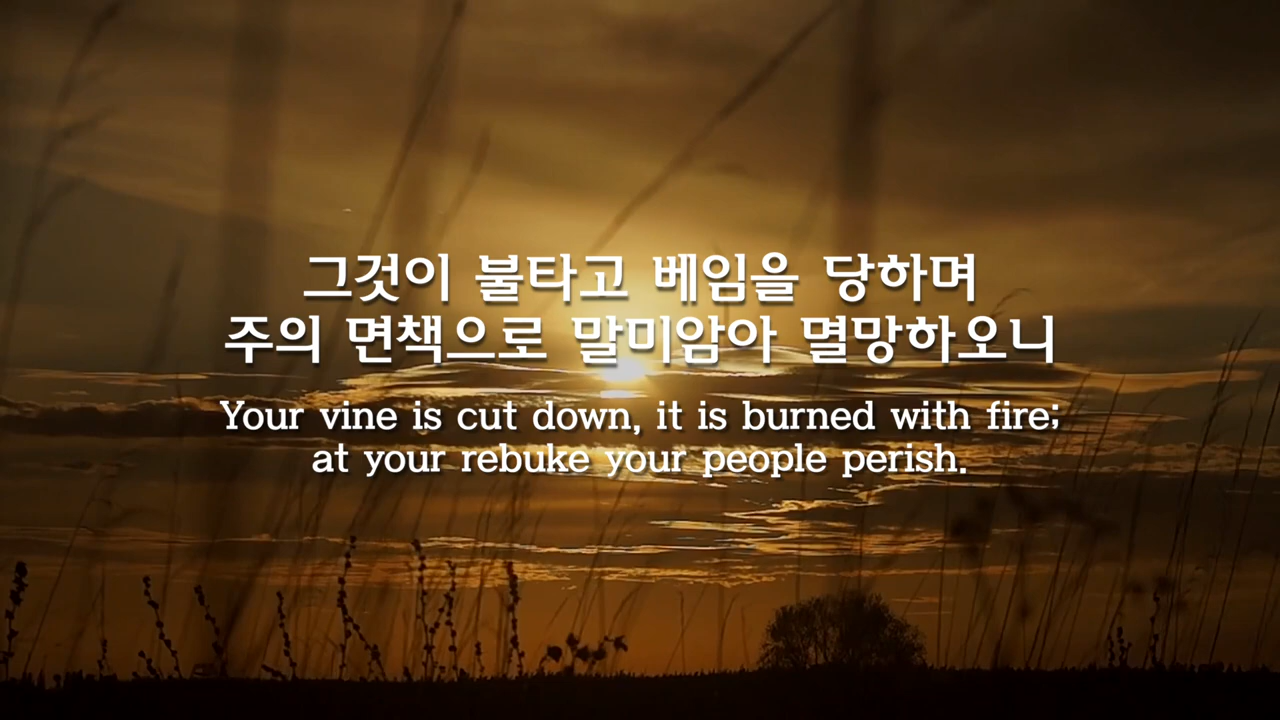 그것이 불타고 베임을 당하며
주의 면책으로 말미암아 멸망하오니
Your vine is cut down, it is burned with fire;
at your rebuke your people perish.